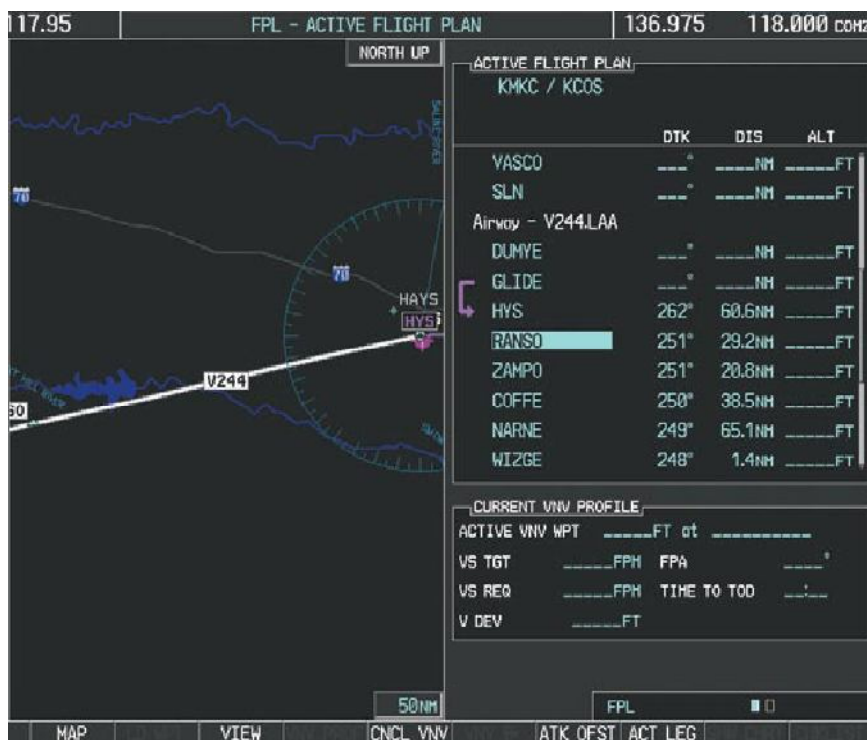 117.95 FPL - ACTIVE FLIGHT PLAN 136.975 118.000 COM2
NORTH UP
SALINE RIVER
70
70
HAYS
HYS
V244
60
ACTIVE FLIGHT PLAN
KMKC / KCOS
DTK DIS ALT
VASCO ___° ____NM _____FT
SLN ___° ____NM _____FT
Airway - V244.LAA
DUMYE ___° ____NM _____FT
GLIDE ___° ____NM _____FT
HYS 262° 60.6NM _____FT
RANSO 251° 29.2NM _____FT
ZAMPO 251° 20.8NM _____FT
COFFE 250° 38.5NM _____FT
NARNE 249° 65.1NM _____FT
WIZGE 248° 1.4NM _____FT
CURRENT VNV PROFILE
ACTIVE VNV WPT _____FT at __________
VS TGT _____FPM FPA ____°
VS REQ _____FPM TIME TO TOD __:__
V DEV _____FT
50NM
FPL
MAP VIEW CNCL VNV ATK OFST ACT LEG